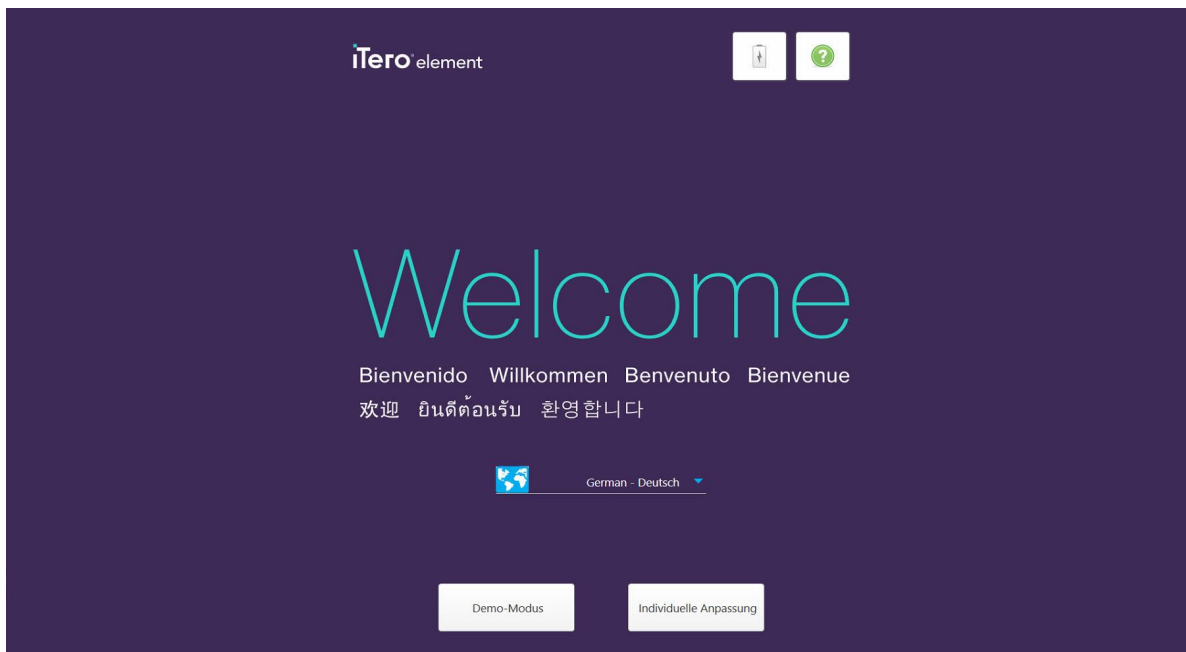 iTero™ element
?
Welcome
Bienvenido Willkommen Benvenuto Bienvenue
欢迎 ยินดีต้อนรับ 환영합니다
German - Deutsch
Demo-Modus Individuelle Anpassung